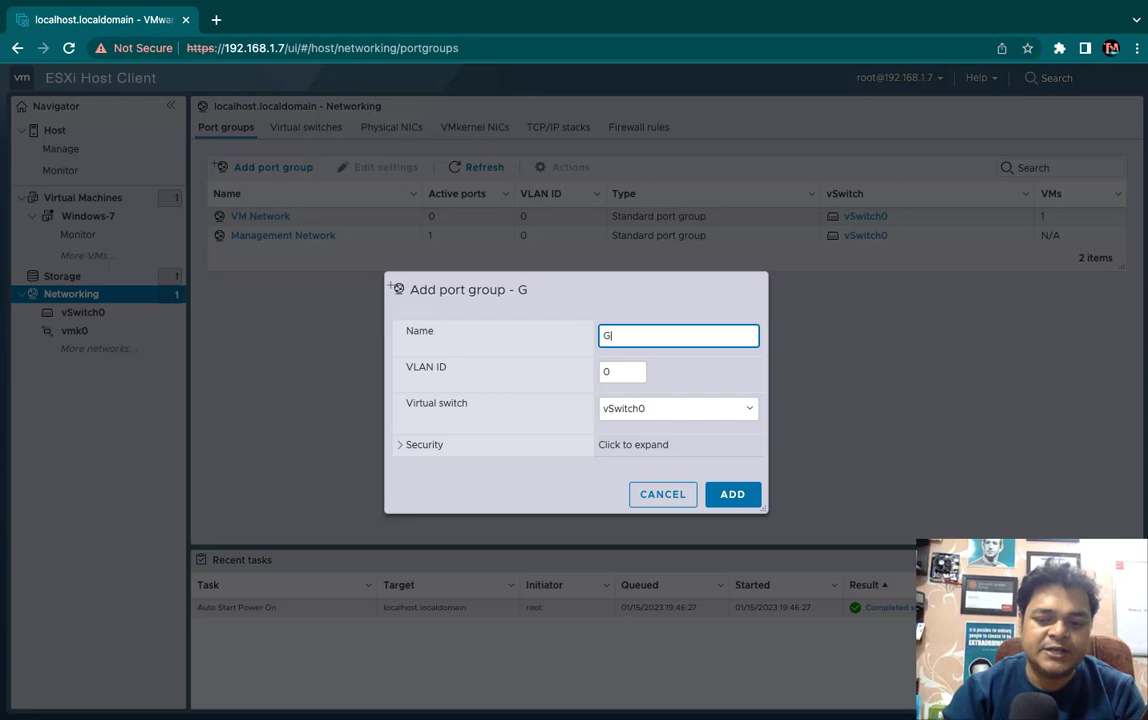 localhost.localdomain - VMwa
Not Secure
https://192.168.1.7/ui/#/host/networking/portgroups
TM
vm ESXi Host Client
root@192.168.1.7
Help
Search
Navigator
localhost.localdomain - Networking
Host
Manage
Monitor
Virtual Machines 1
Windows-7
Monitor
More VMs...
Storage 1
Networking 1
vSwitch0
vmk0
More networks...
Port groups Virtual switches Physical NICs VMkernel NICs TCP/IP stacks Firewall rules
Add port group Edit settings Refresh Actions Search
Name Active ports VLAN ID Type vSwitch VMs
VM Network 0 0 Standard port group vSwitch0 1
Management Network 1 0 Standard port group vSwitch0 N/A
2 items
Add port group - G
Name G
VLAN ID 0
Virtual switch vSwitch0
Security Click to expand
CANCEL ADD
Recent tasks
Task Target Initiator Queued Started Result
Auto Start Power On localhost.localdomain root 01/15/2023 19:46:27 01/15/2023 19:46:27 Completed s
EXTRAORDINARY